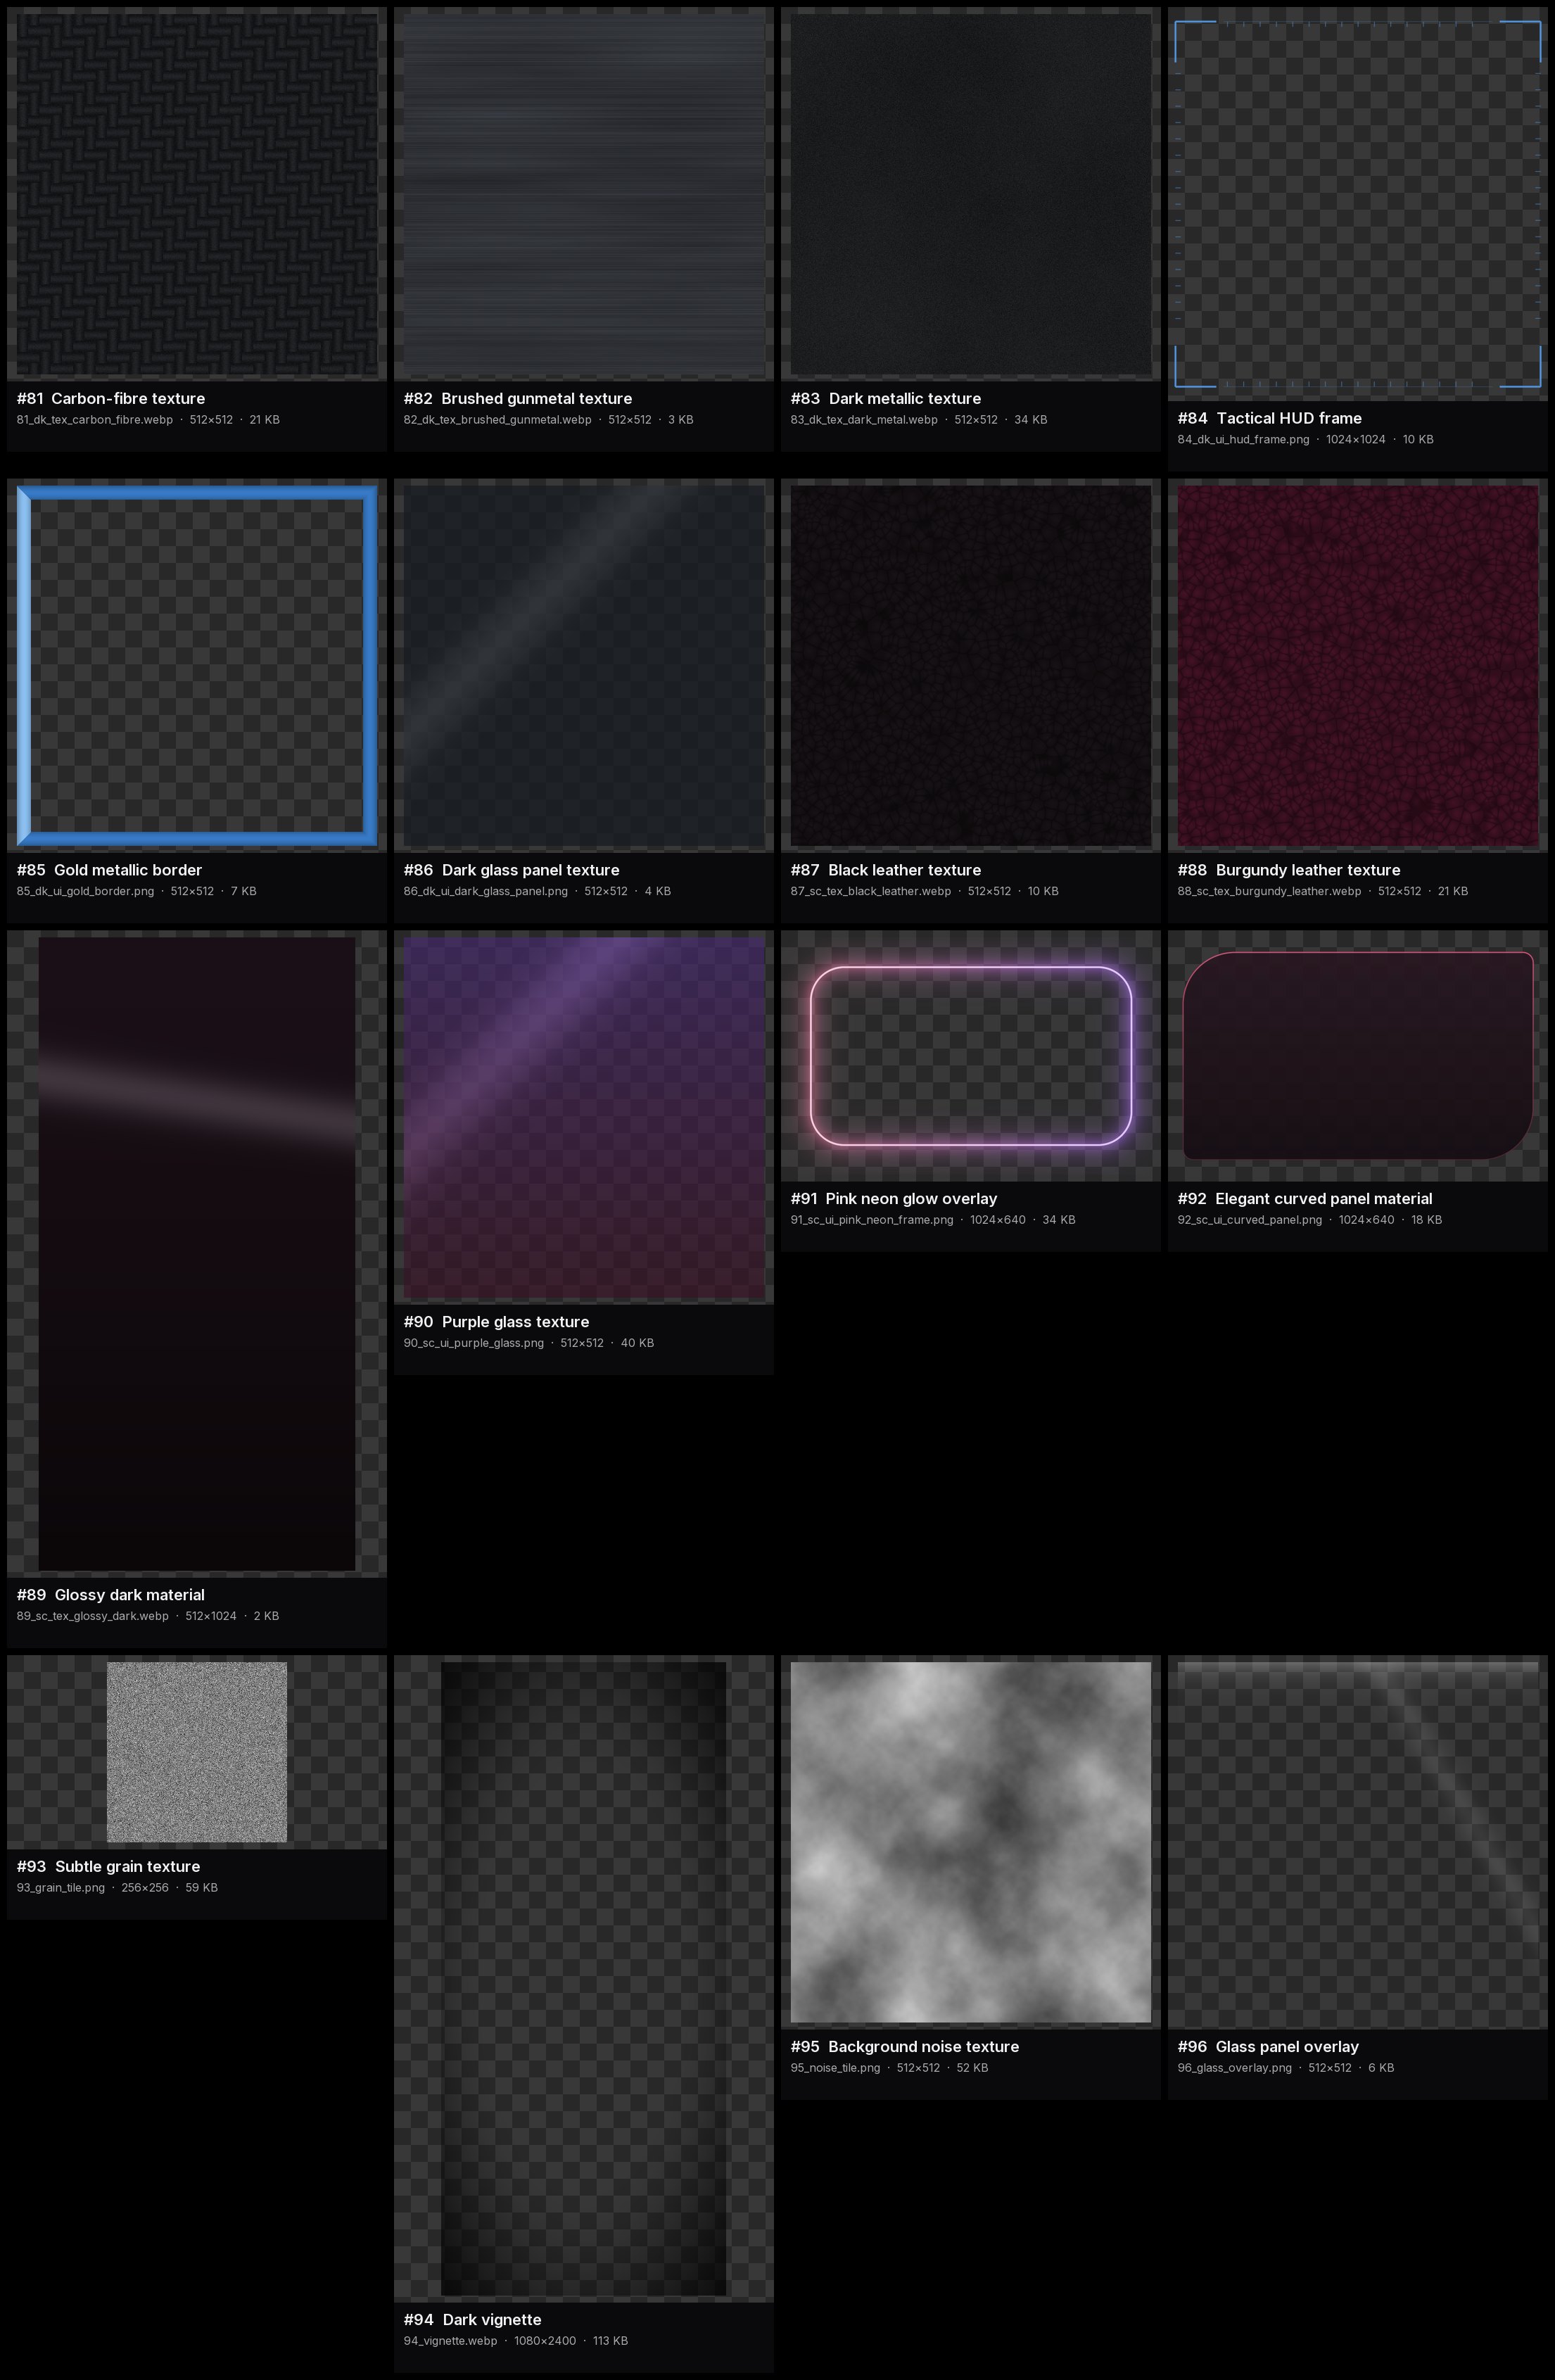 #81 Carbon-fibre texture
81_dk_tex_carbon_fibre.webp · 512×512 · 21 KB
#82 Brushed gunmetal texture
82_dk_tex_brushed_gunmetal.webp · 512×512 · 3 KB
#83 Dark metallic texture
83_dk_tex_dark_metal.webp · 512×512 · 34 KB
#84 Tactical HUD frame
84_dk_ui_hud_frame.png · 1024×1024 · 10 KB
#85 Gold metallic border
85_dk_ui_gold_border.png · 512×512 · 7 KB
#86 Dark glass panel texture
86_dk_ui_dark_glass_panel.png · 512×512 · 4 KB
#87 Black leather texture
87_sc_tex_black_leather.webp · 512×512 · 10 KB
#88 Burgundy leather texture
88_sc_tex_burgundy_leather.webp · 512×512 · 21 KB
#89 Glossy dark material
89_sc_tex_glossy_dark.webp · 512×1024 · 2 KB
#90 Purple glass texture
90_sc_ui_purple_glass.png · 512×512 · 40 KB
#91 Pink neon glow overlay
91_sc_ui_pink_neon_frame.png · 1024×640 · 34 KB
#92 Elegant curved panel material
92_sc_ui_curved_panel.png · 1024×640 · 18 KB
#93 Subtle grain texture
93_grain_tile.png · 256×256 · 59 KB
#94 Dark vignette
94_vignette.webp · 1080×2400 · 113 KB
#95 Background noise texture
95_noise_tile.png · 512×512 · 52 KB
#96 Glass panel overlay
96_glass_overlay.png · 512×512 · 6 KB